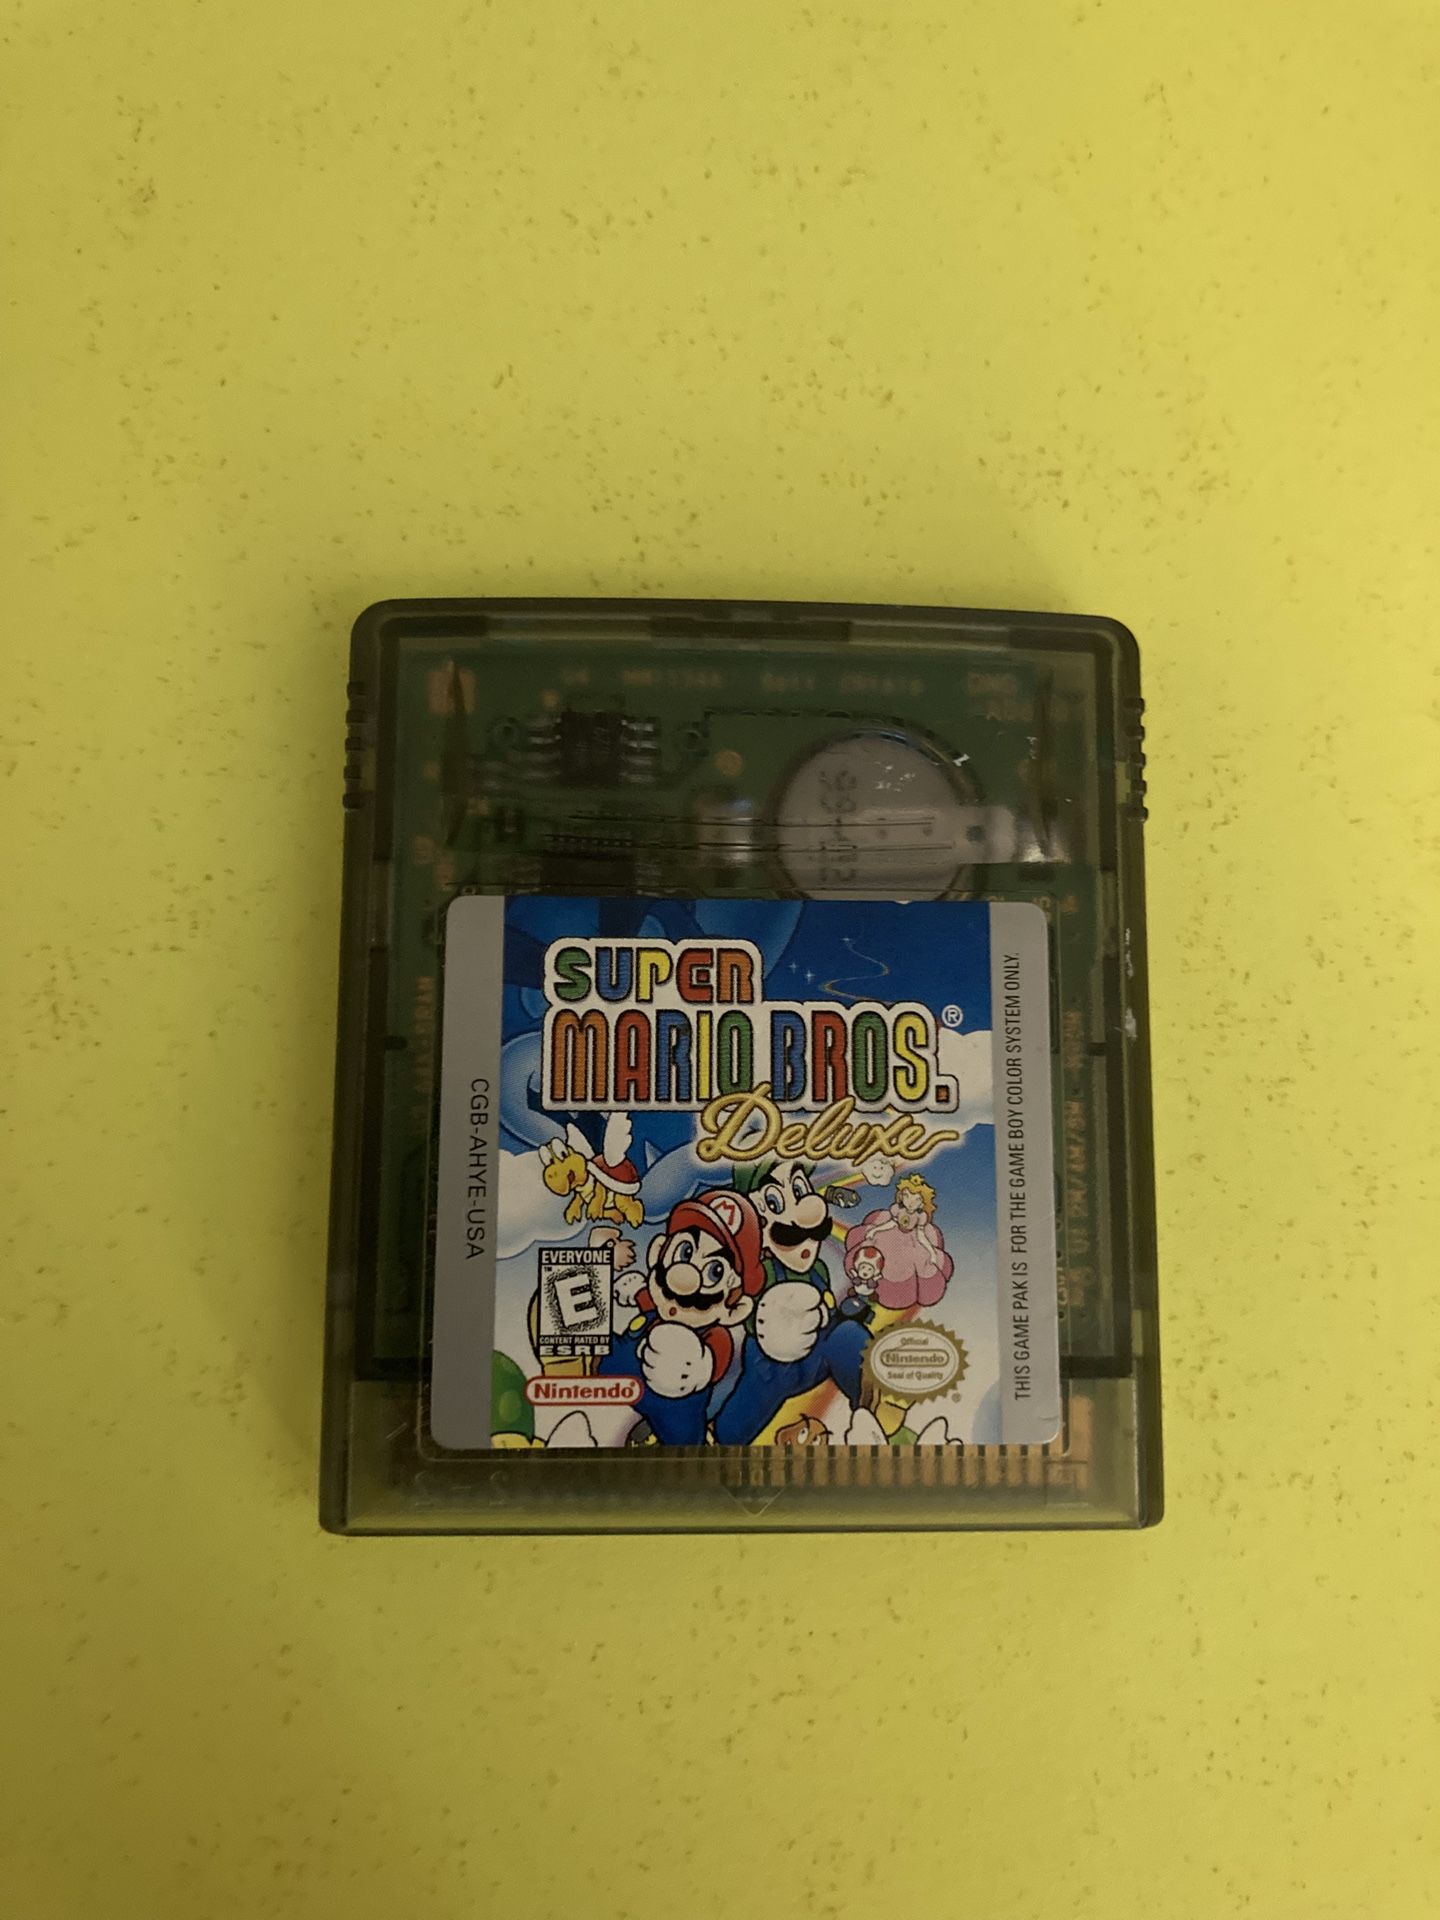 SUPER
MARIO BROS.®
Deluxe
CGB-AHYE-USA
THIS GAME PAK IS FOR THE GAME BOY COLOR SYSTEM ONLY.
M
EVERYONE
™
E
CONTENT RATED BY
ESRB
Nintendo®
Official
Nintendo
Seal of Quality
®